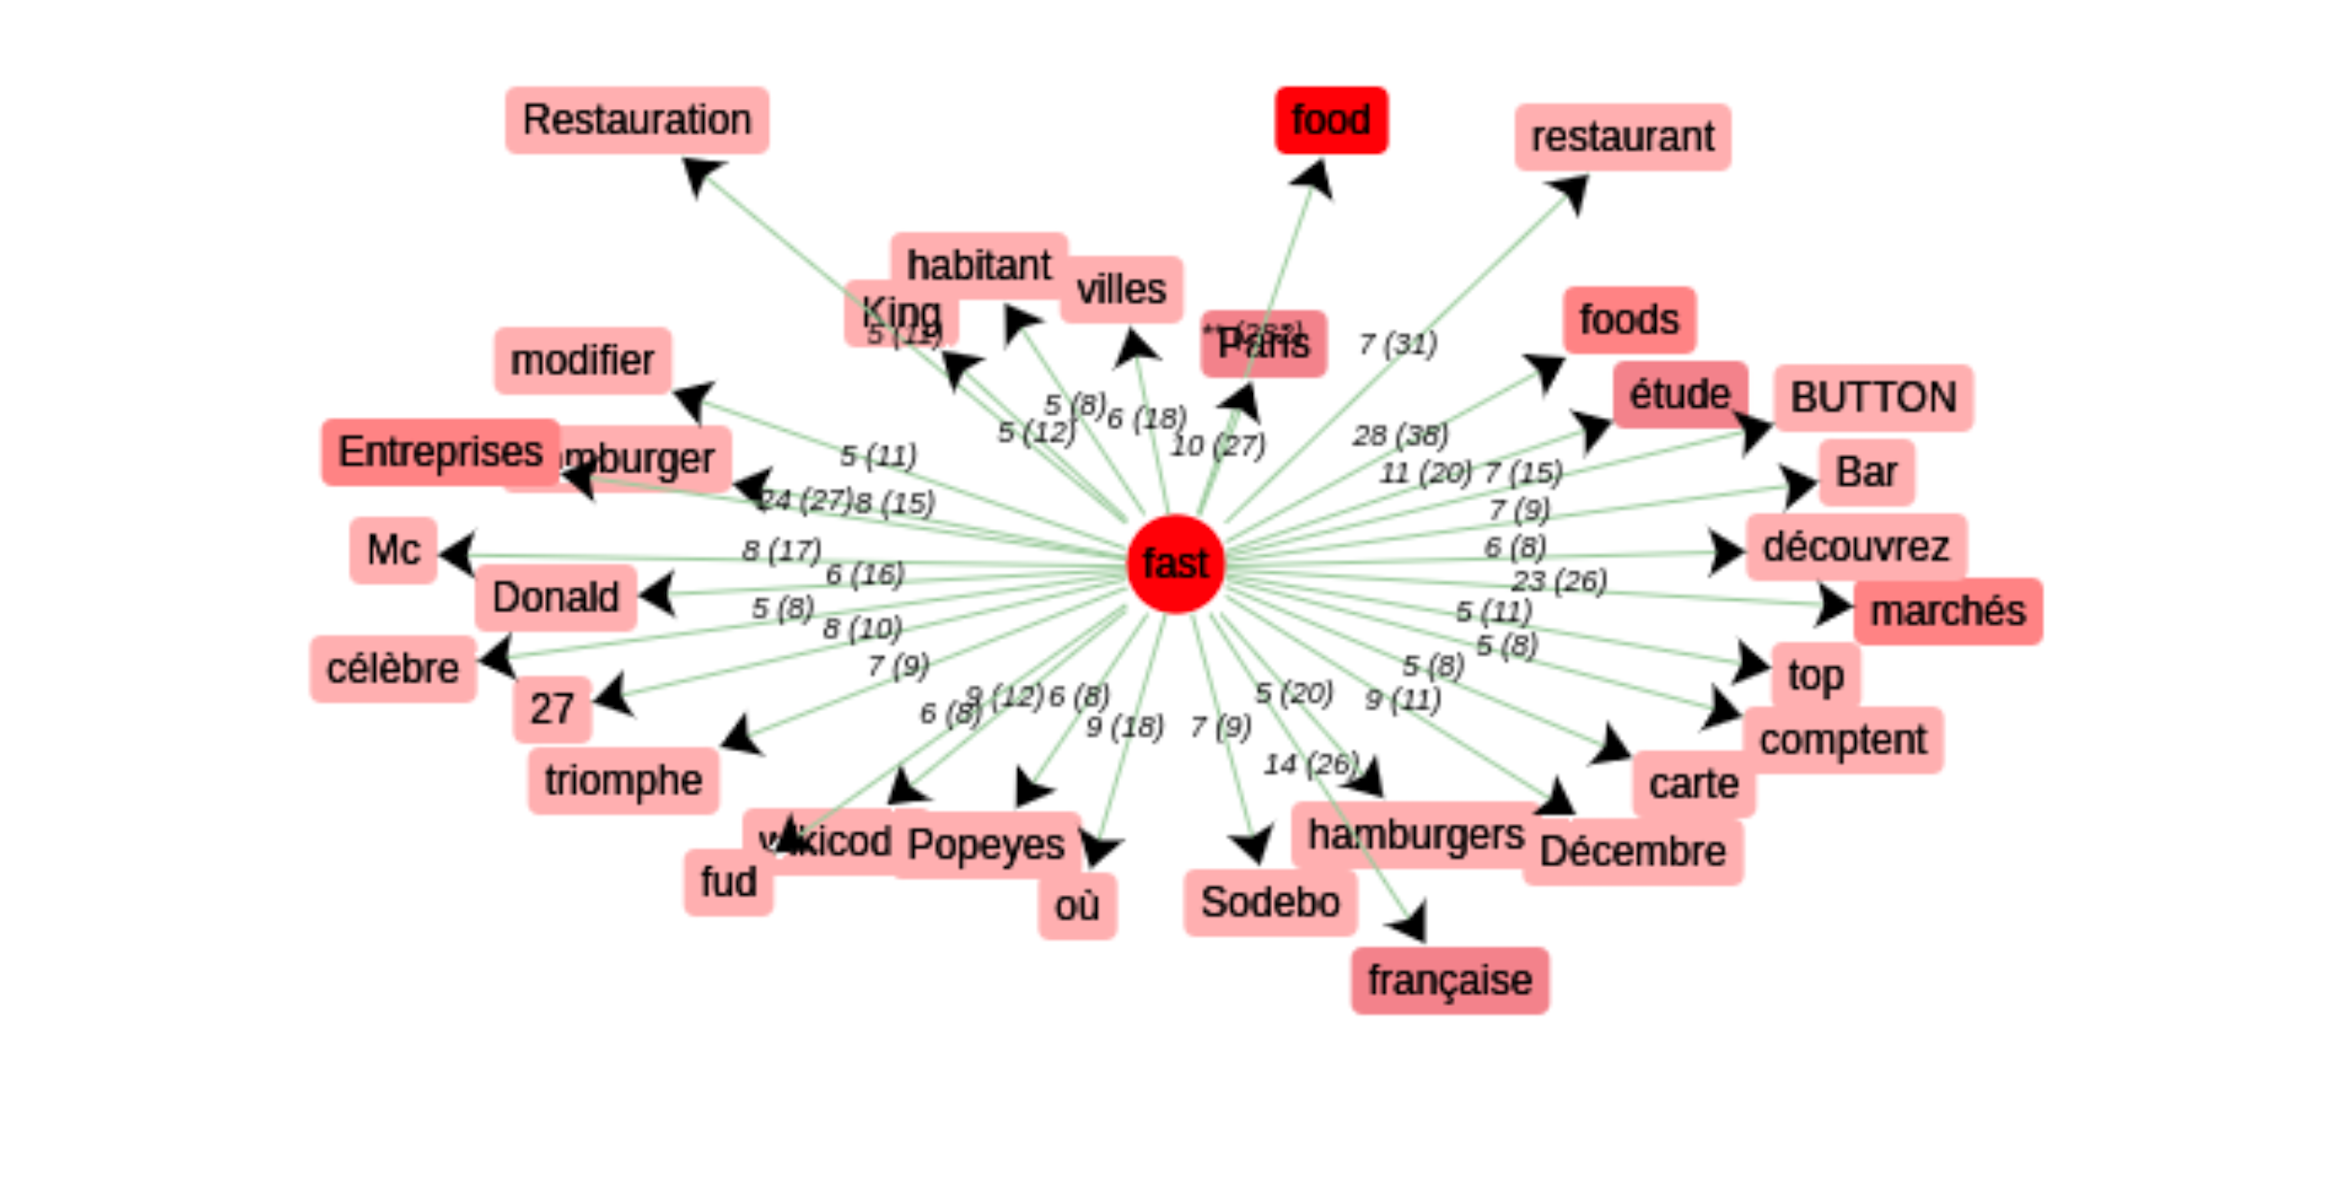 Restauration
food
restaurant
habitant
villes
King
5 (11)
Paris
7 (31)
foods
modifier
étude
BUTTON
5 (8)
6 (18)
5 (12)
10 (27)
28 (38)
Entreprises
mburger
5 (11)
11 (20)
7 (15)
Bar
24 (27)
8 (15)
7 (9)
Mc
8 (17)
fast
6 (8)
découvrez
Donald
6 (16)
23 (26)
marchés
5 (8)
5 (11)
8 (10)
5 (8)
célèbre
7 (9)
5 (8)
top
27
6 (8)
9 (12)
6 (8)
9 (18)
7 (9)
5 (20)
9 (11)
comptent
triomphe
14 (26)
carte
wikicod
Popeyes
hamburgers
Décembre
fud
où
Sodebo
française